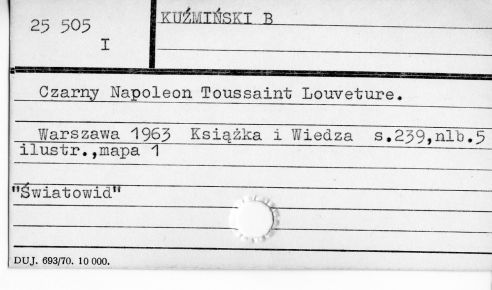 25 505
I
KUŹMIŃSKI B
Czarny Napoleon Toussaint Louveture.
Warszawa 1963 Książka i Wiedza s.239,nlb.5
ilustr.,mapa 1
"Światowid"
DUJ. 693/70. 10 000.